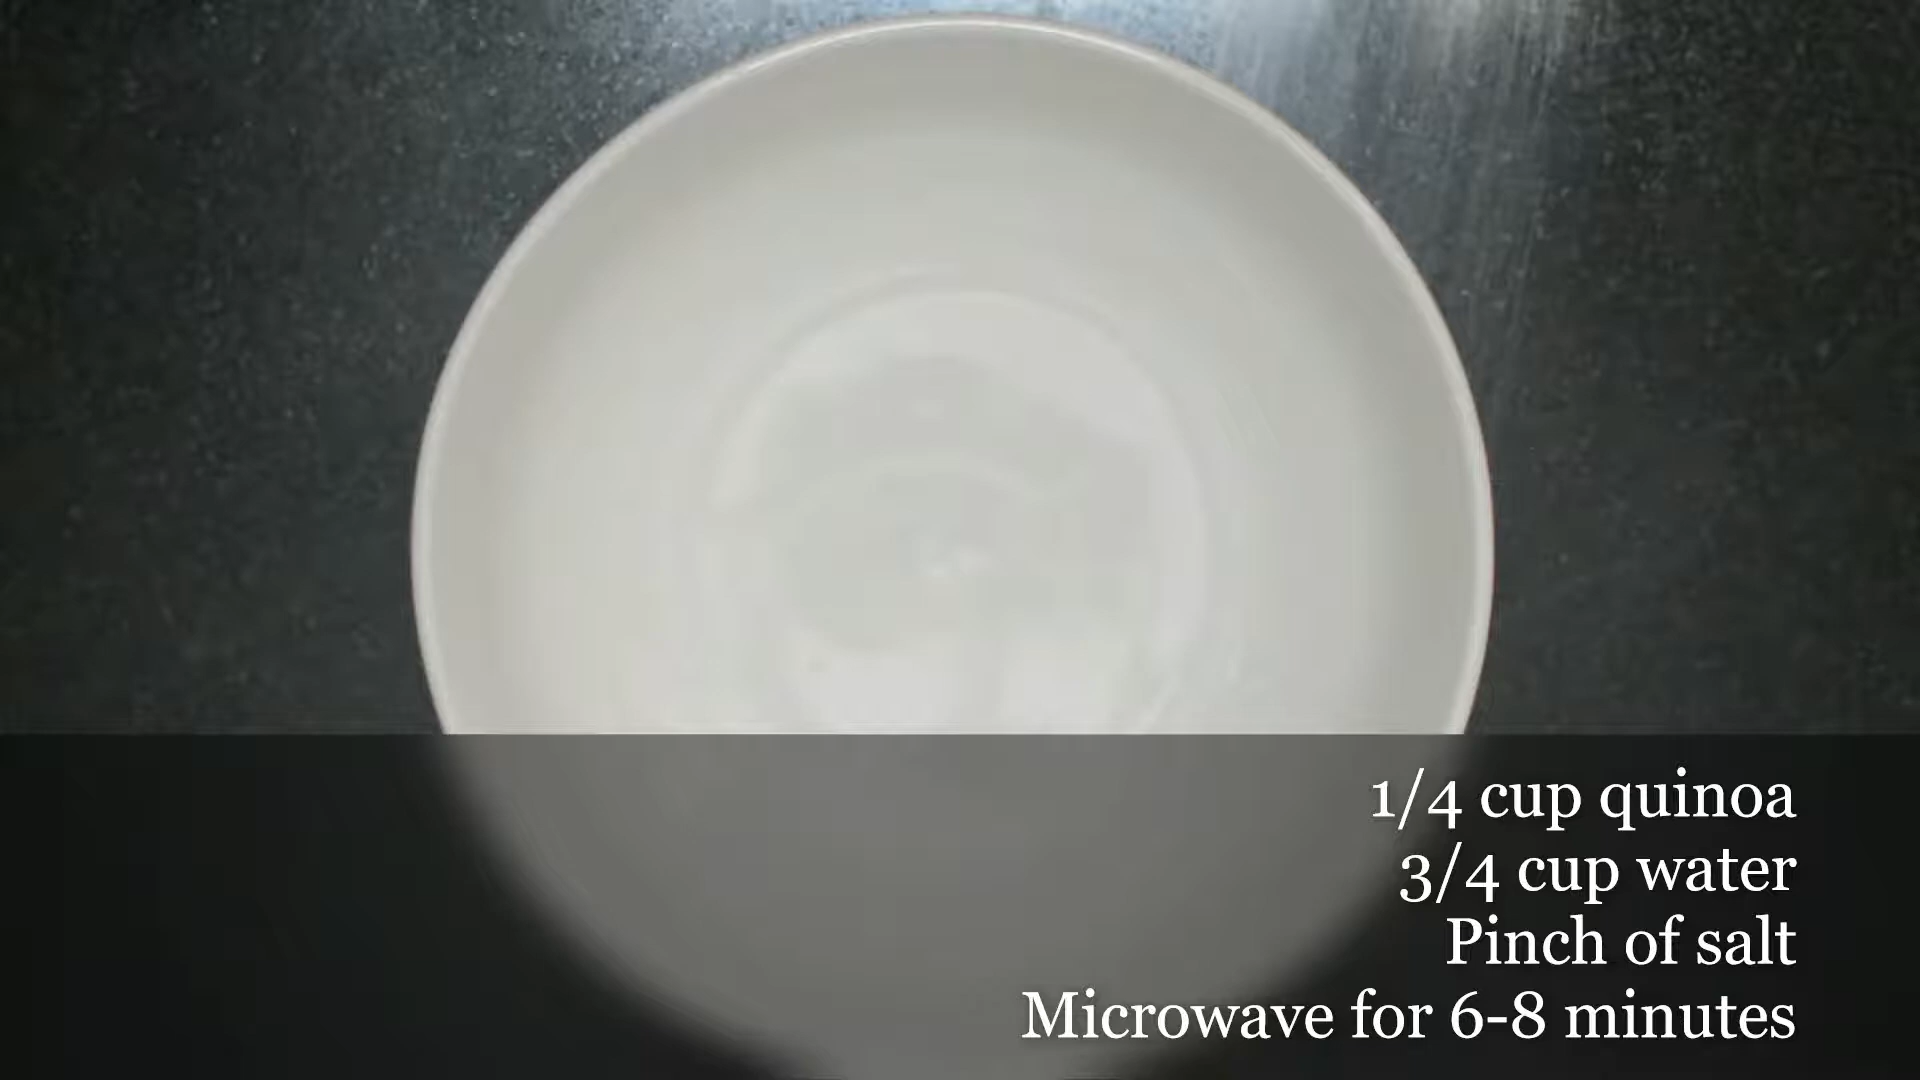 1/4 cup quinoa
3/4 cup water
Pinch of salt
Microwave for 6-8 minutes